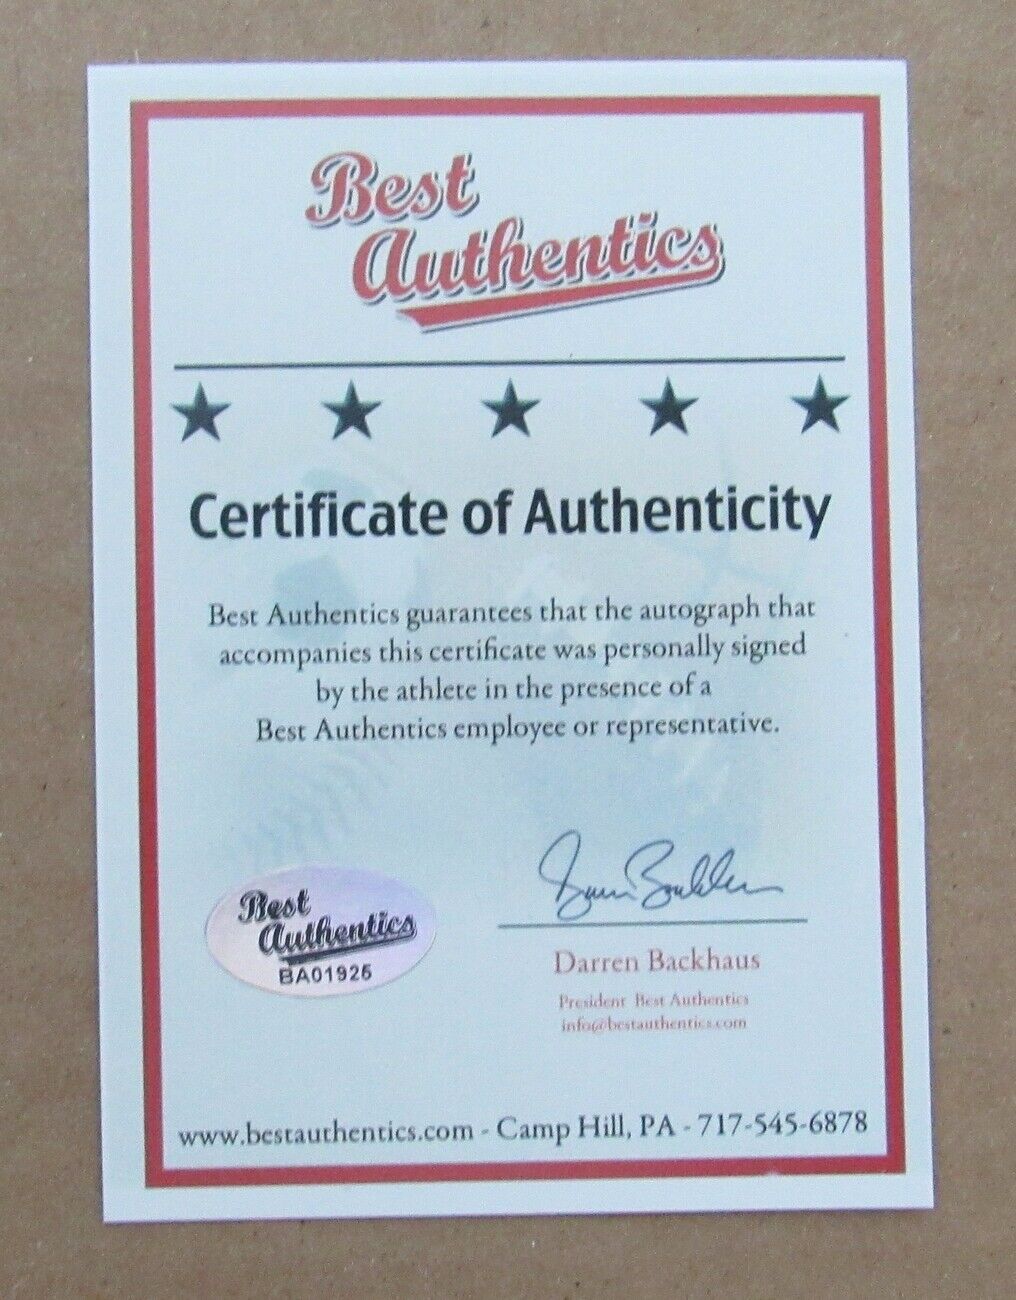 Best
Authentics
Certificate of Authenticity
Best Authentics guarantees that the autograph that
accompanies this certificate was personally signed
by the athlete in the presence of a
Best Authentics employee or representative.
Best
Authentics
BA01925
Darren Backhaus
President Best Authentics
info@bestauthentics.com
www.bestauthentics.com - Camp Hill, PA - 717-545-6878